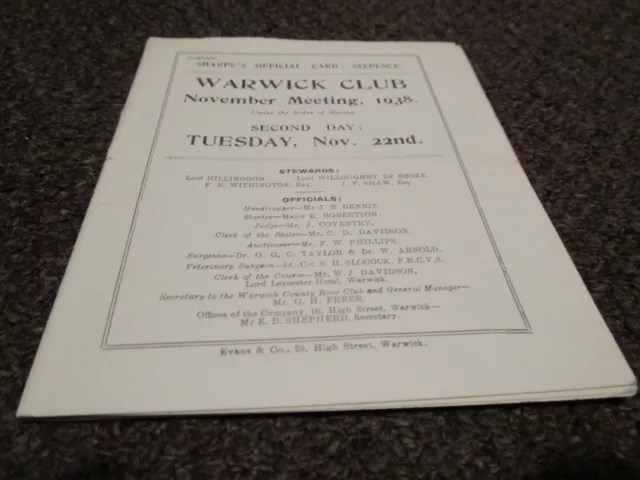 SHARPE'S OFFICIAL CARD: SIXPENCE.
WARWICK CLUB
November Meeting, 1938.
Under the Rules of Racing.
SECOND DAY:
TUESDAY, Nov. 22nd.
STEWARDS:
Lord HILLINGDON. Lord WILLOUGHBY DE BROKE.
F. E. WITHINGTON, Esq. J. F. SHAW, Esq.
OFFICIALS:
Handicapper—Mr J. B. DENNIS.
Starter—Major K. ROBERTSON.
Judge—Mr. J. COVENTRY.
Clerk of the Scales—Mr. C. D. DAVIDSON.
Auctioneer—Mr. F. W. PHILLIPS.
Surgeons—Dr. O. G. C. TAYLOR & Dr. W. ARNOLD.
Veterinary Surgeon—Lt. Col. S. H. SLOCOCK, F.R.C.V.S.
Clerk of the Course—Mr. W. J. DAVIDSON,
Lord Leycester Hotel, Warwick.
Secretary to the Warwick County Race Club and General Manager—
Mr. G. H. FREER.
Offices of the Company, 10, High Street, Warwick—
Mr E. D. SHEPHERD, Secretary.
Evans & Co., 20, High Street, Warwick.